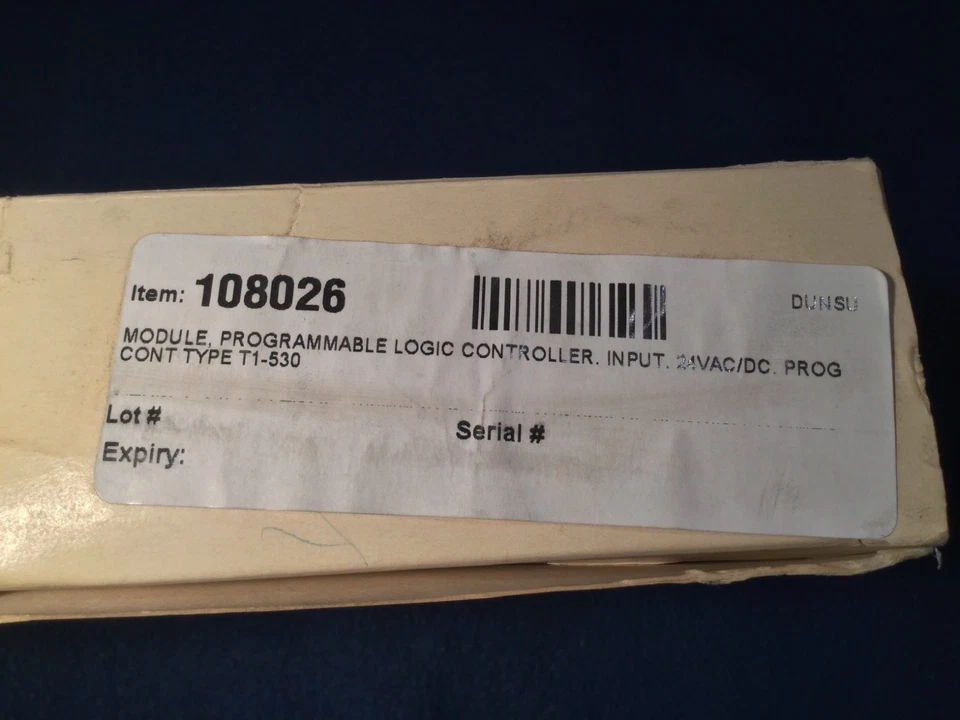 Item: 108026
DUNSU
MODULE, PROGRAMMABLE LOGIC CONTROLLER. INPUT. 24VAC/DC. PROG
CONT TYPE T1-530
Lot #
Serial #
Expiry: